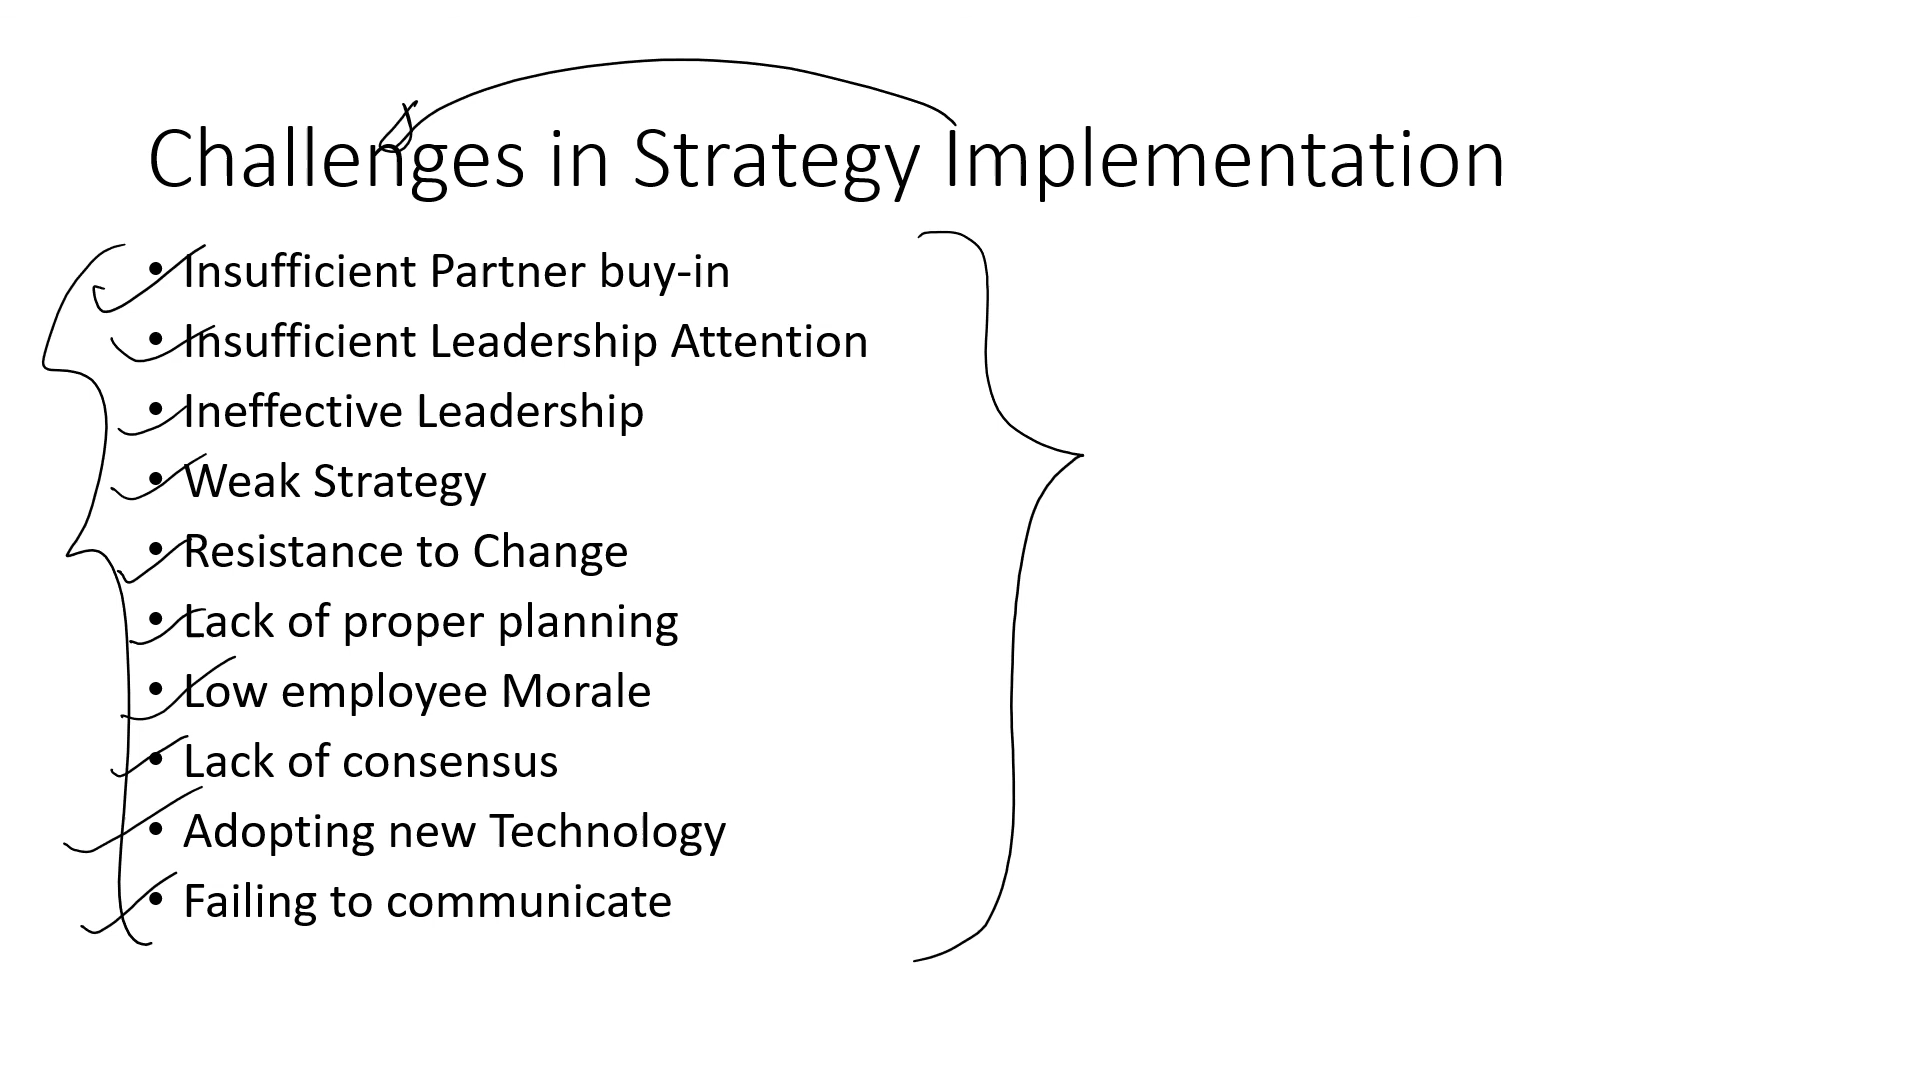 Challenges in Strategy Implementation
• Insufficient Partner buy-in
• Insufficient Leadership Attention
• Ineffective Leadership
• Weak Strategy
• Resistance to Change
• Lack of proper planning
• Low employee Morale
• Lack of consensus
• Adopting new Technology
• Failing to communicate